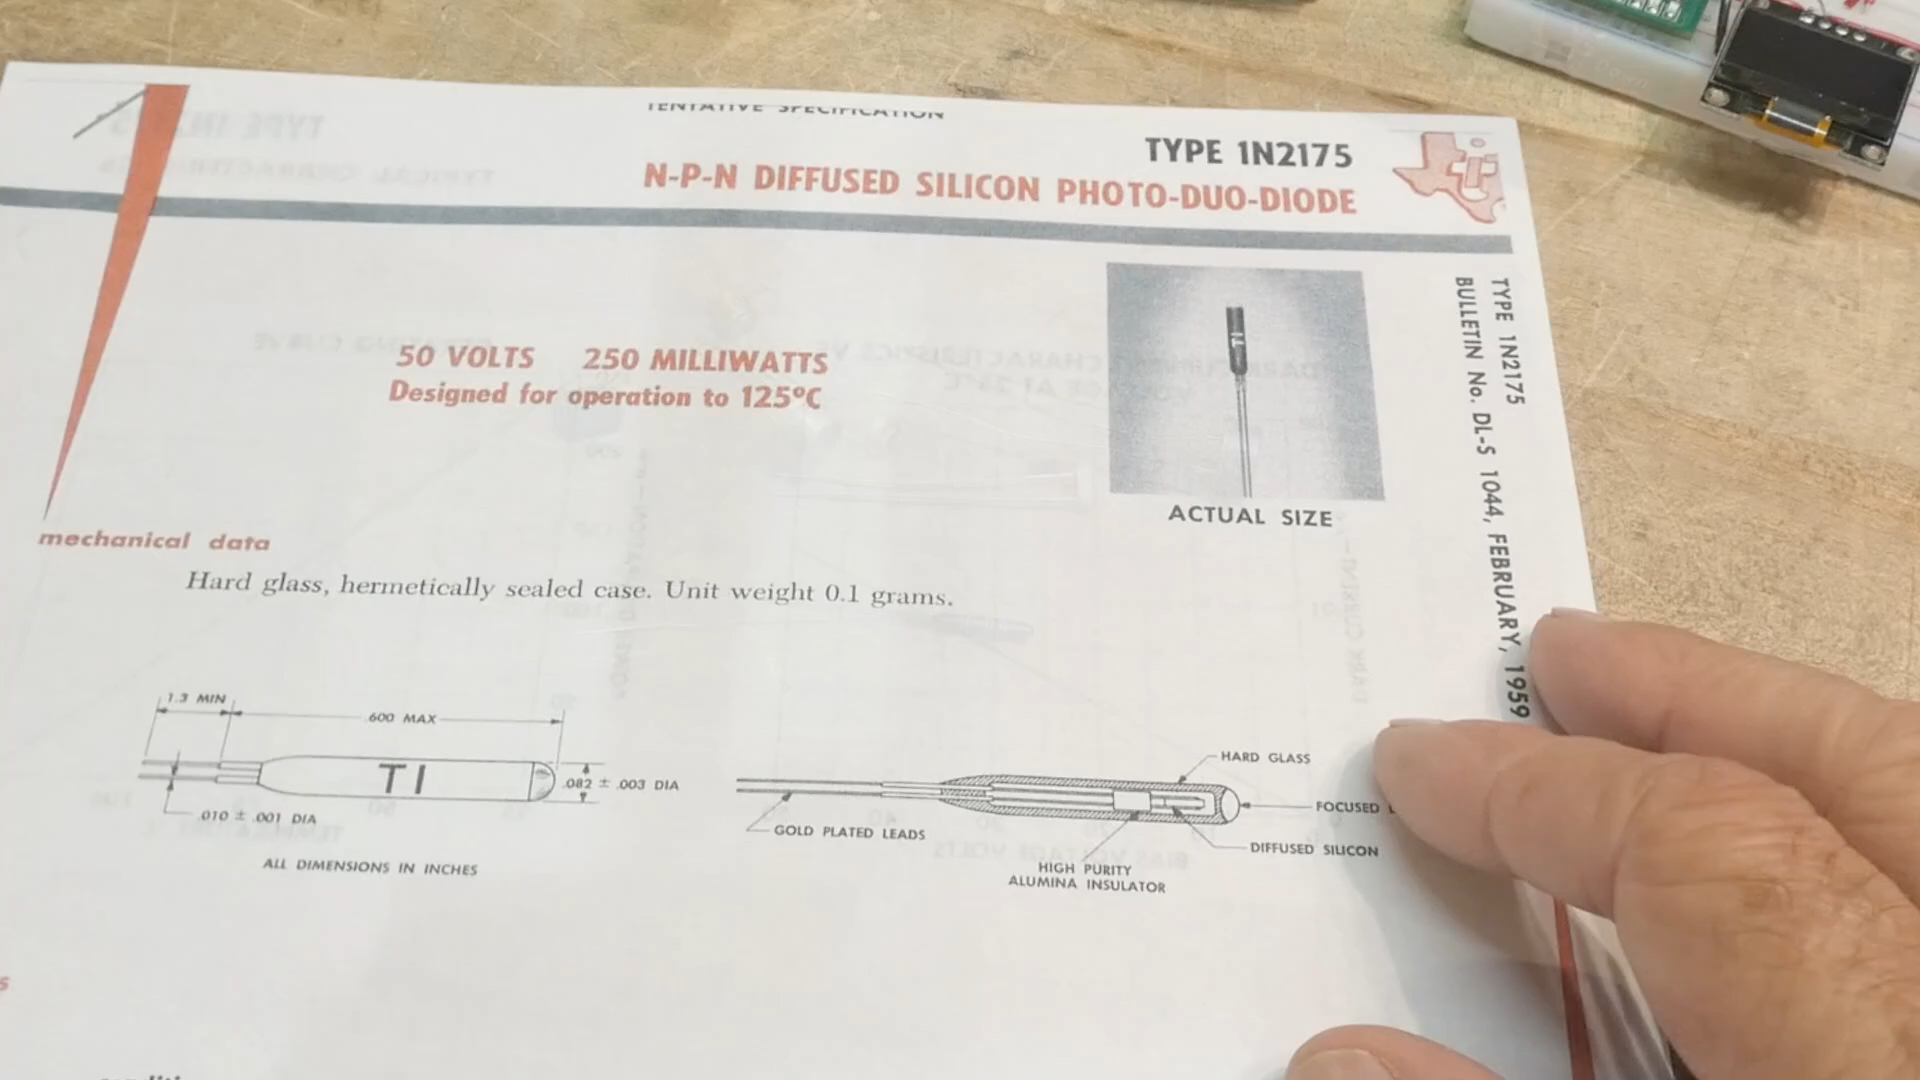 TENTATIVE SPECIFICATION
TYPE 1N2175
N-P-N DIFFUSED SILICON PHOTO-DUO-DIODE
50 VOLTS 250 MILLIWATTS
Designed for operation to 125°C
ACTUAL SIZE
TYPE 1N2175
BULLETIN No. DL-S 1044, FEBRUARY, 1959
mechanical data
Hard glass, hermetically sealed case. Unit weight 0.1 grams.
1.3 MIN
.600 MAX
TI
.082 ± .003 DIA
.010 ± .001 DIA
ALL DIMENSIONS IN INCHES
HARD GLASS
FOCUSED
GOLD PLATED LEADS
DIFFUSED SILICON
HIGH PURITY
ALUMINA INSULATOR